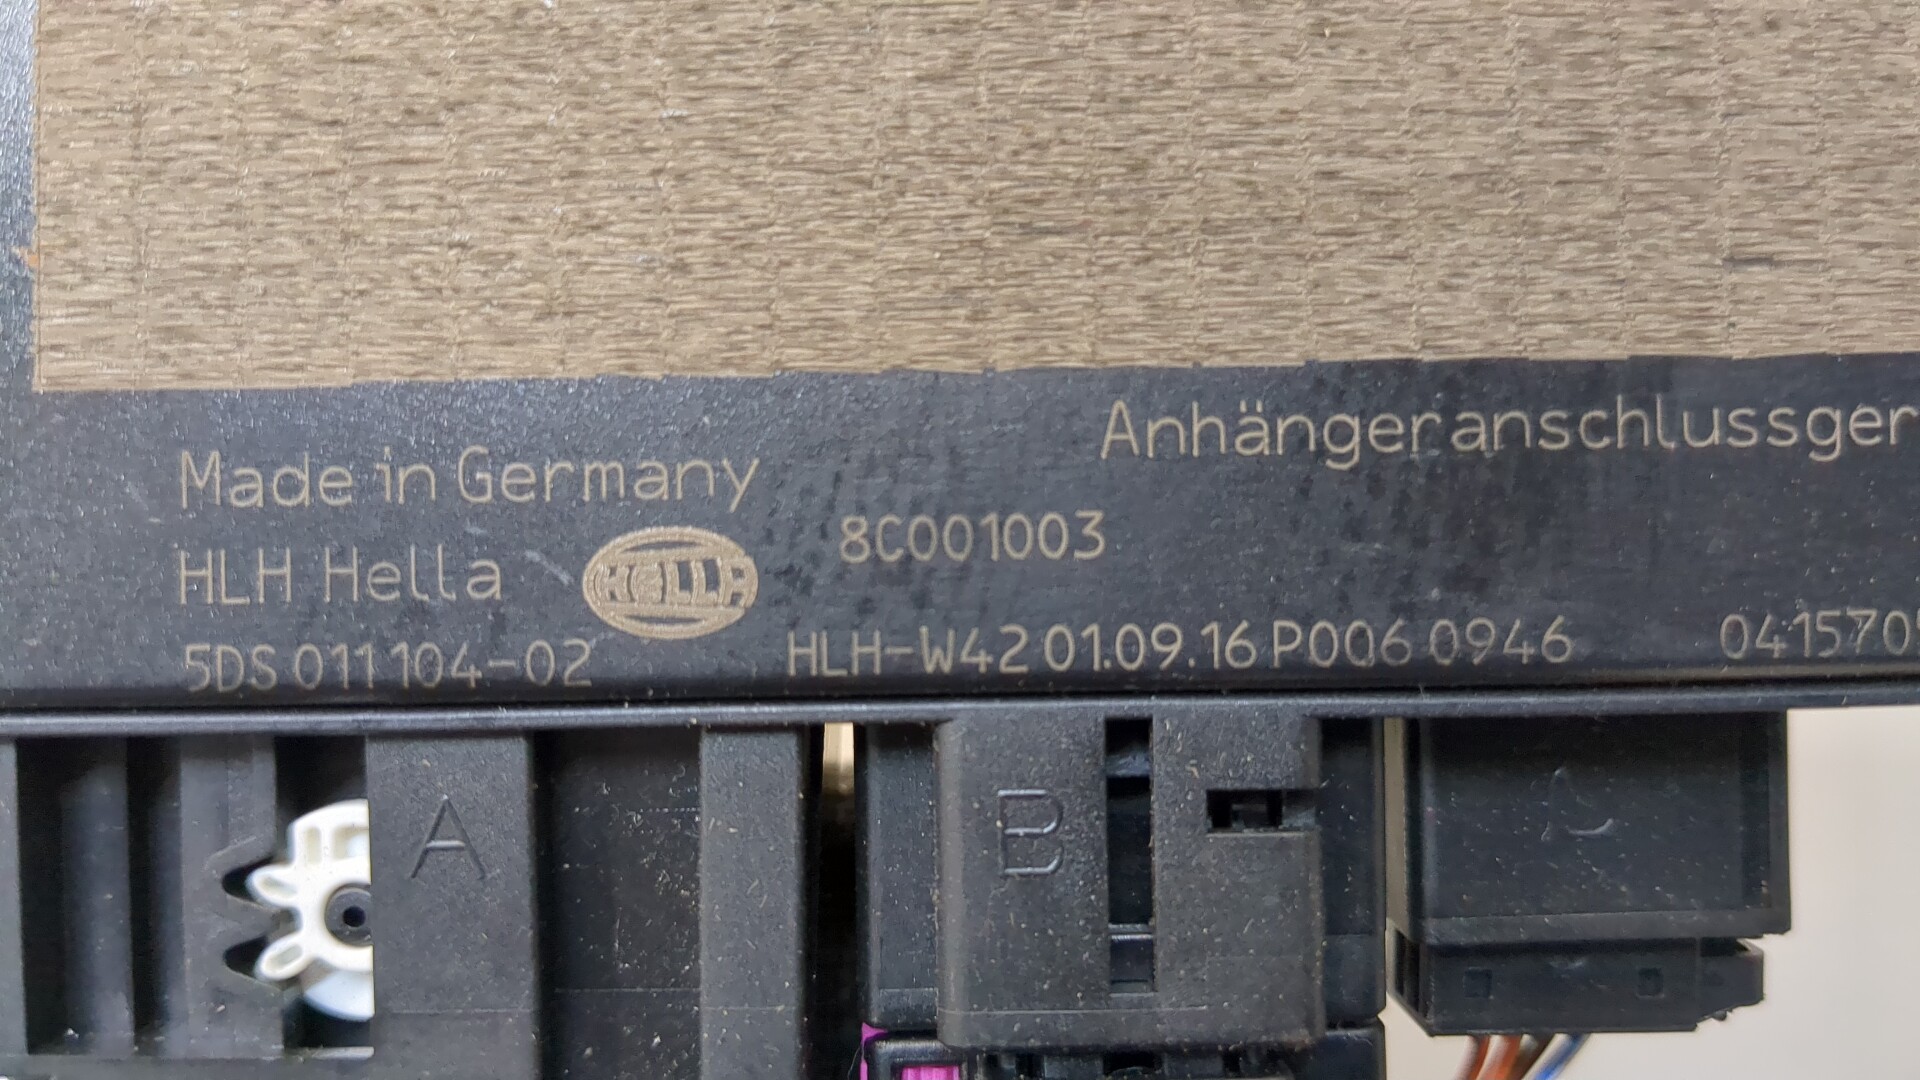 Anhängeranschlussger
Made in Germany
8C001003
HLH Hella
HELLA
5DS 011 104-02
HLH-W42 01.09.16 P006 0946
041570
A
B
C